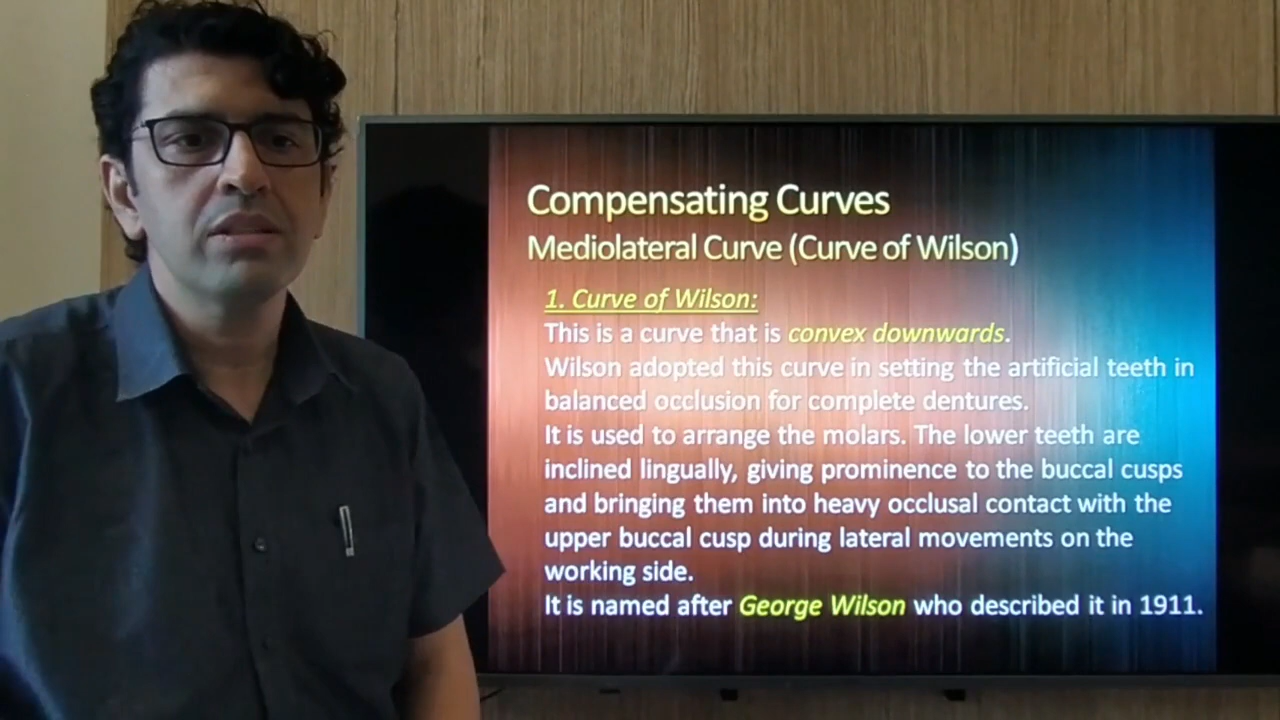 Compensating Curves
Mediolateral Curve (Curve of Wilson)
1. Curve of Wilson:
This is a curve that is convex downwards.
Wilson adopted this curve in setting the artificial teeth in
balanced occlusion for complete dentures.
It is used to arrange the molars. The lower teeth are
inclined lingually, giving prominence to the buccal cusps
and bringing them into heavy occlusal contact with the
upper buccal cusp during lateral movements on the
working side.
It is named after George Wilson who described it in 1911.